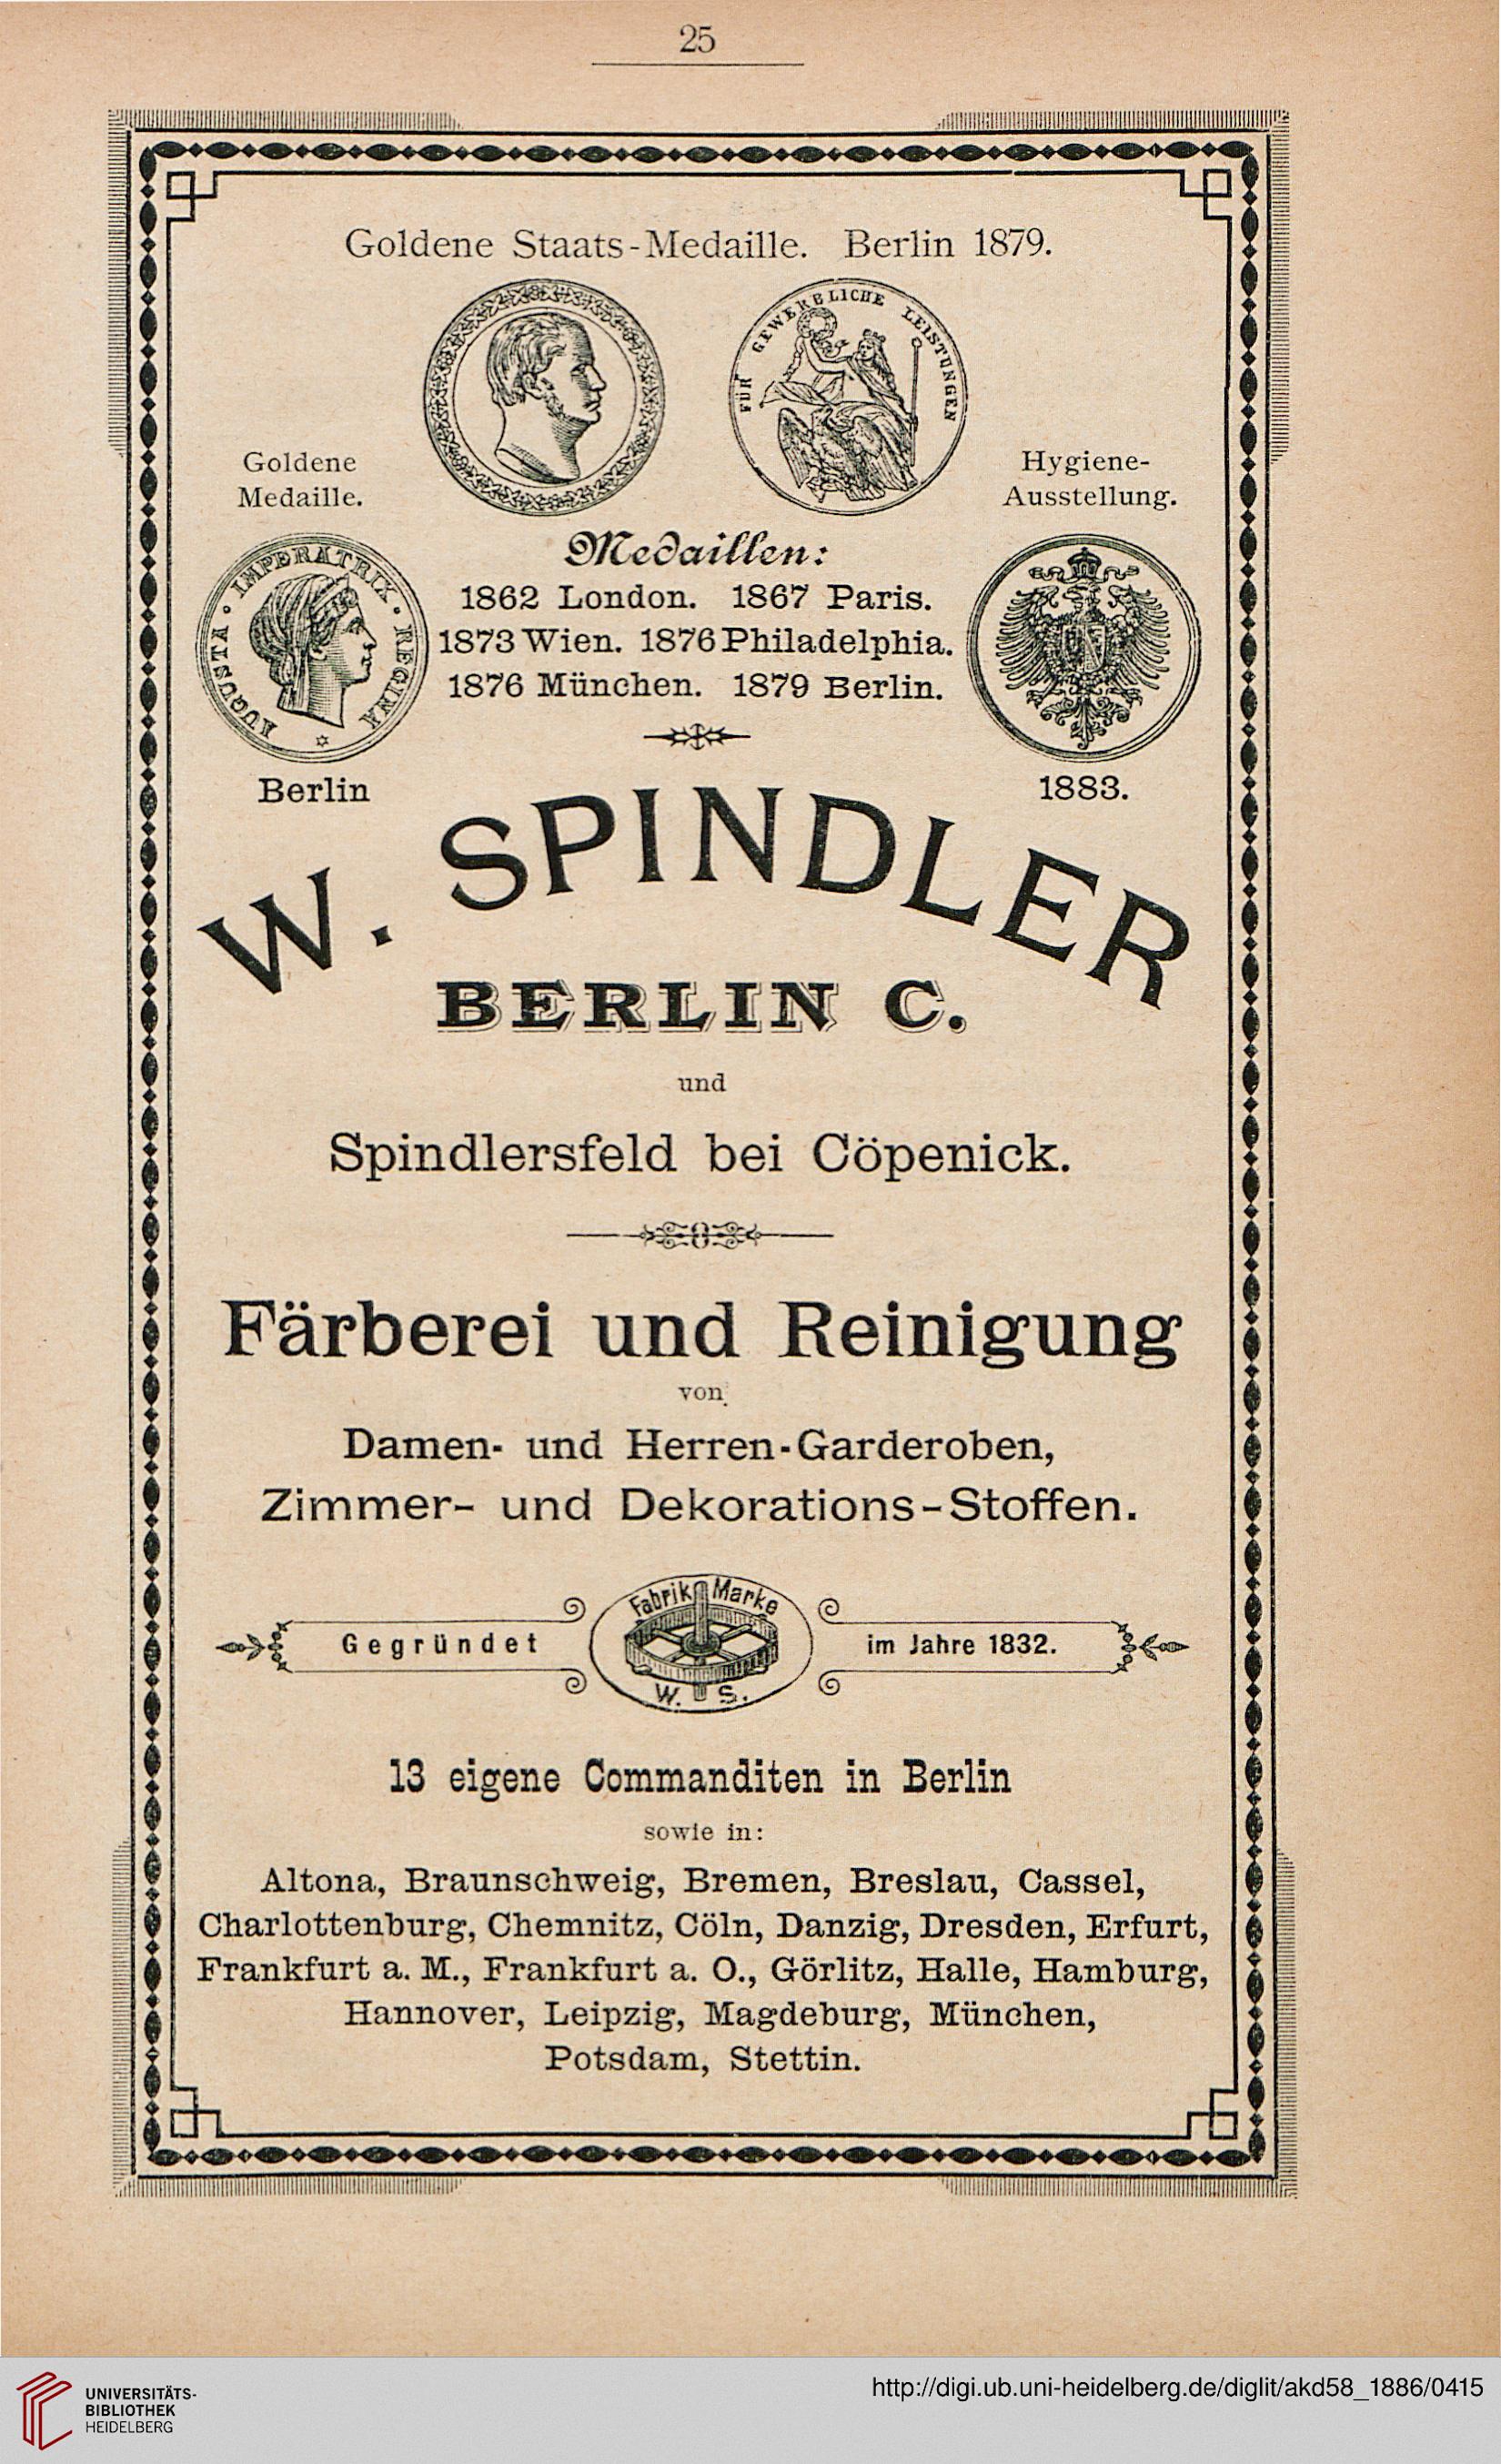 25
Goldene Staats-Medaille. Berlin 1879.
FÜR GEWERBLICHE LEISTUNGEN
Goldene
Medaille.
Hygiene-
Ausstellung.
AUGUSTA • IMPERATRIX • REGINA
Medaillen:
1862 London. 1867 Paris.
1873 Wien. 1876 Philadelphia.
1876 München. 1879 Berlin.
Berlin
1883.
W. SPINDLER
BERLIN C.
und
Spindlersfeld bei Cöpenick.
Färberei und Reinigung
von
Damen- und Herren-Garderoben,
Zimmer- und Dekorations-Stoffen.
Fabrik Marke
Gegründet
im Jahre 1832.
W. S.
13 eigene Commanditen in Berlin
sowie in:
Altona, Braunschweig, Bremen, Breslau, Cassel,
Charlottenburg, Chemnitz, Cöln, Danzig, Dresden, Erfurt,
Frankfurt a. M., Frankfurt a. O., Görlitz, Halle, Hamburg,
Hannover, Leipzig, Magdeburg, München,
Potsdam, Stettin.
UNIVERSITÄTS-
BIBLIOTHEK
HEIDELBERG
http://digi.ub.uni-heidelberg.de/diglit/akd58_1886/0415